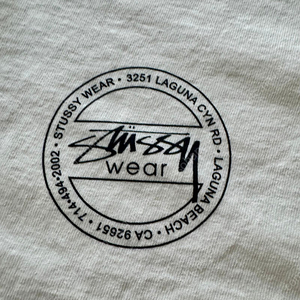 STUSSY WEAR • 3251 LAGUNA CYN RD • LAGUNA BEACH • CA 92651 • 714•494•2002 •
Stüssy
wear